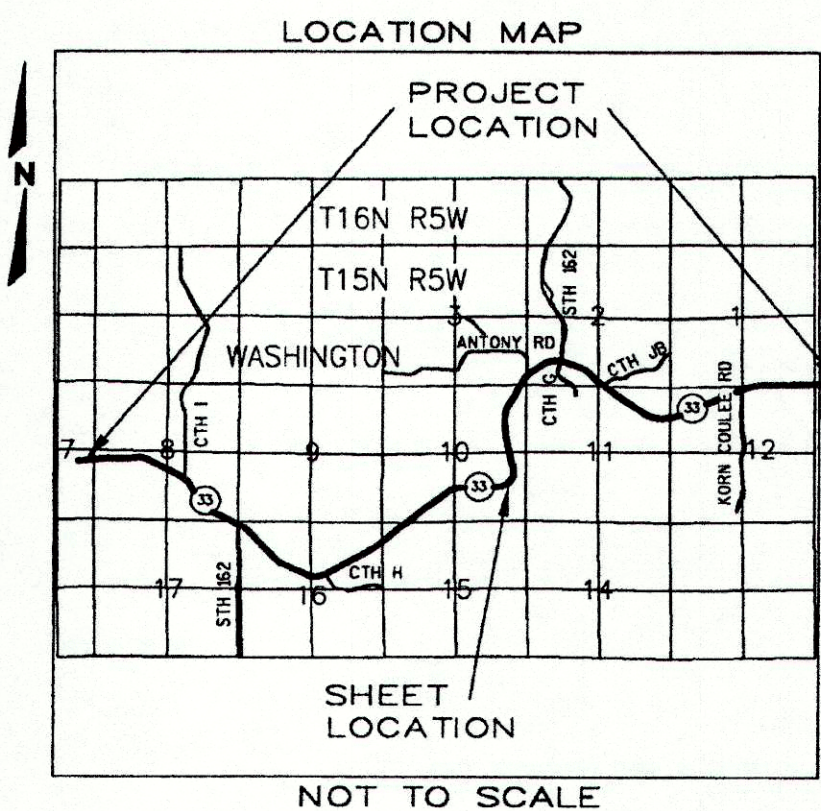 LOCATION MAP
PROJECT
LOCATION
N
T16N R5W
T15N R5W
STH 162
3
2
1
ANTONY RD
WASHINGTON
CTH JB
CTH I
CTH G
KORN COULEE RD
33
7
8
9
10
11
12
33
33
CTH H
17
16
15
14
STH 162
SHEET
LOCATION
NOT TO SCALE